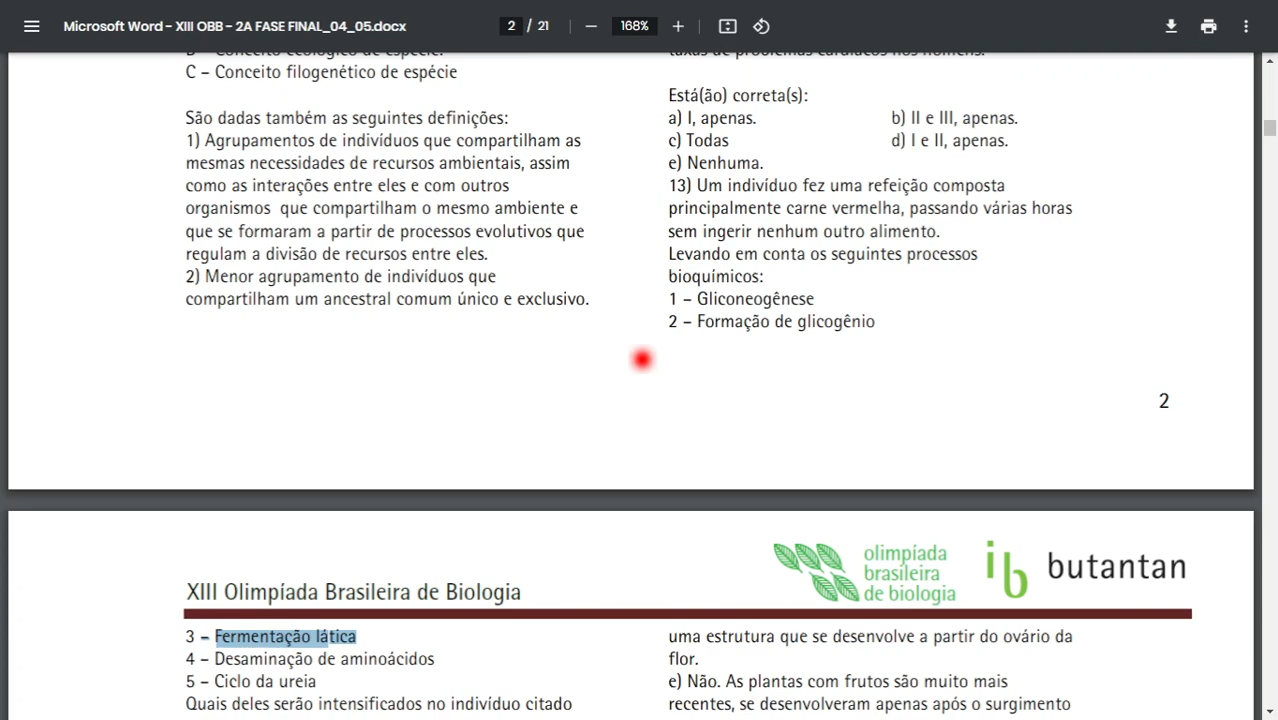 Microsoft Word - XIII OBB - 2A FASE FINAL_04_05.docx
2 / 21
168%
C – Conceito filogenético de espécie
São dadas também as seguintes definições:
1) Agrupamentos de indivíduos que compartilham as
mesmas necessidades de recursos ambientais, assim
como as interações entre eles e com outros
organismos que compartilham o mesmo ambiente e
que se formaram a partir de processos evolutivos que
regulam a divisão de recursos entre eles.
2) Menor agrupamento de indivíduos que
compartilham um ancestral comum único e exclusivo.
taxas de problemas cardíacos nos homens.
Está(ão) correta(s):
a) I, apenas. b) II e III, apenas.
c) Todas d) I e II, apenas.
e) Nenhuma.
13) Um indivíduo fez uma refeição composta
principalmente carne vermelha, passando várias horas
sem ingerir nenhum outro alimento.
Levando em conta os seguintes processos
bioquímicos:
1 – Gliconeogênese
2 – Formação de glicogênio
2
XIII Olimpíada Brasileira de Biologia
olimpíada
brasileira
de biologia
ib butantan
3 – Fermentação lática
4 – Desaminação de aminoácidos
5 – Ciclo da ureia
Quais deles serão intensificados no indivíduo citado
uma estrutura que se desenvolve a partir do ovário da
flor.
e) Não. As plantas com frutos são muito mais
recentes, se desenvolveram apenas após o surgimento